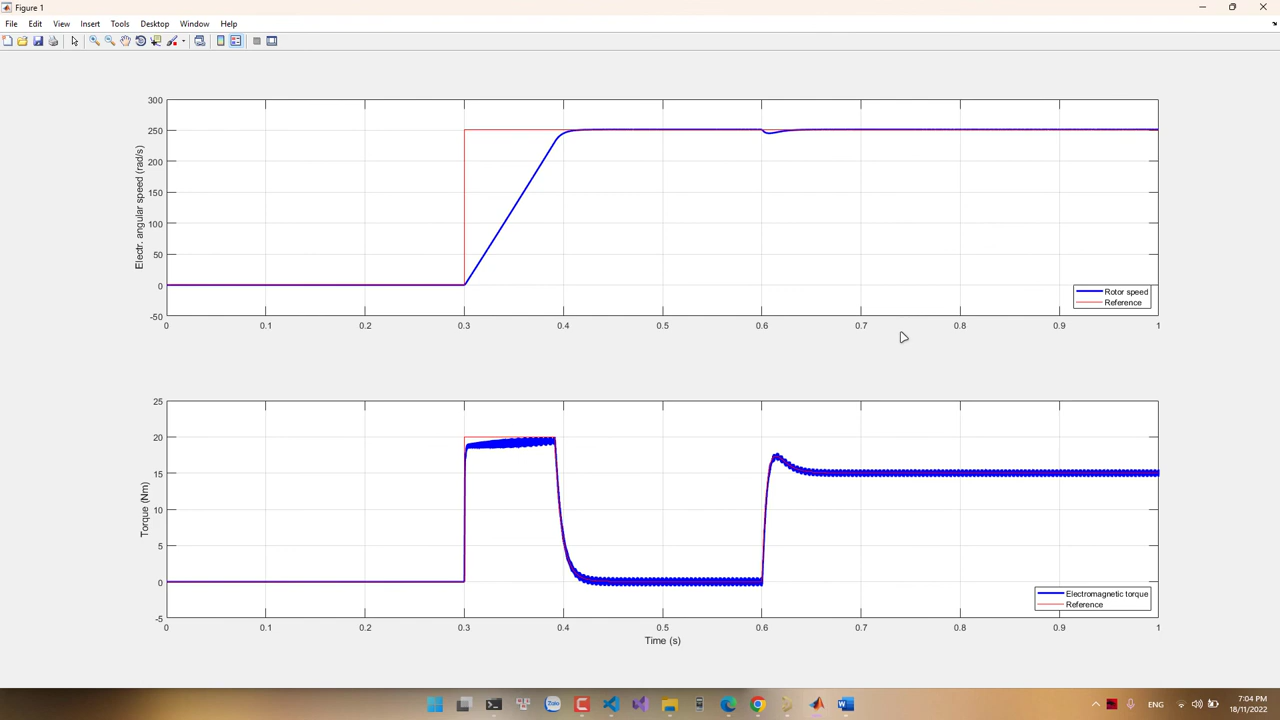 Figure 1
File Edit View Insert Tools Desktop Window Help
300
250
200
150
100
50
0
-50
Electr. angular speed (rad/s)
0 0.1 0.2 0.3 0.4 0.5 0.6 0.7 0.8 0.9 1
Rotor speed
Reference
25
20
15
10
5
0
-5
Torque (Nm)
0 0.1 0.2 0.3 0.4 0.5 0.6 0.7 0.8 0.9 1
Time (s)
Electromagnetic torque
Reference
Zalo
ENG
7:04 PM
18/11/2022